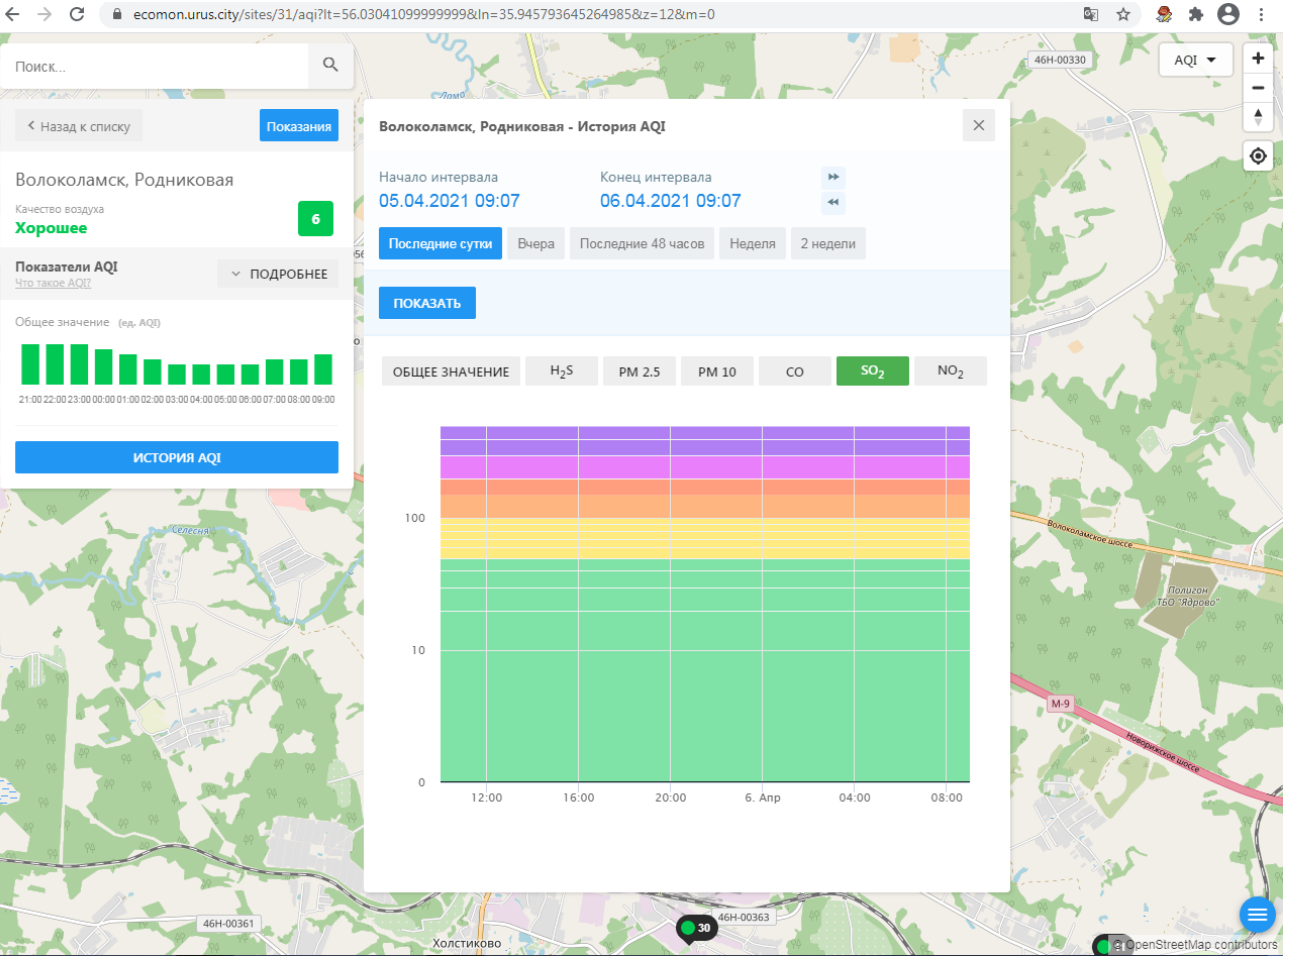 ecomon.urus.city/sites/31/aqi?lt=56.03041099999999&ln=35.945793645264985&z=12&m=0
Поиск...
46Н-00330
AQI
Ламо
Назад к списку
Показания
Волоколамск, Родниковая
Качество воздуха
Хорошее
6
Показатели AQI
Что такое AQI?
ПОДРОБНЕЕ
Общее значение (ед. AQI)
21:00 22:00 23:00 00:00 01:00 02:00 03:00 04:00 05:00 06:00 07:00 08:00 09:00
ИСТОРИЯ AQI
Волоколамск, Родниковая - История AQI
Начало интервала
Конец интервала
05.04.2021 09:07
06.04.2021 09:07
Последние сутки
Вчера
Последние 48 часов
Неделя
2 недели
ПОКАЗАТЬ
ОБЩЕЕ ЗНАЧЕНИЕ
H2S
PM 2.5
PM 10
CO
SO2
NO2
100
10
0
12:00
16:00
20:00
6. Апр
04:00
08:00
Селесня
Волоколамское шоссе
Полигон
ТБО "Ядрово"
М-9
Новорижское шоссе
46Н-00361
Холстиково
30
46Н-00363
31
© OpenStreetMap contributors